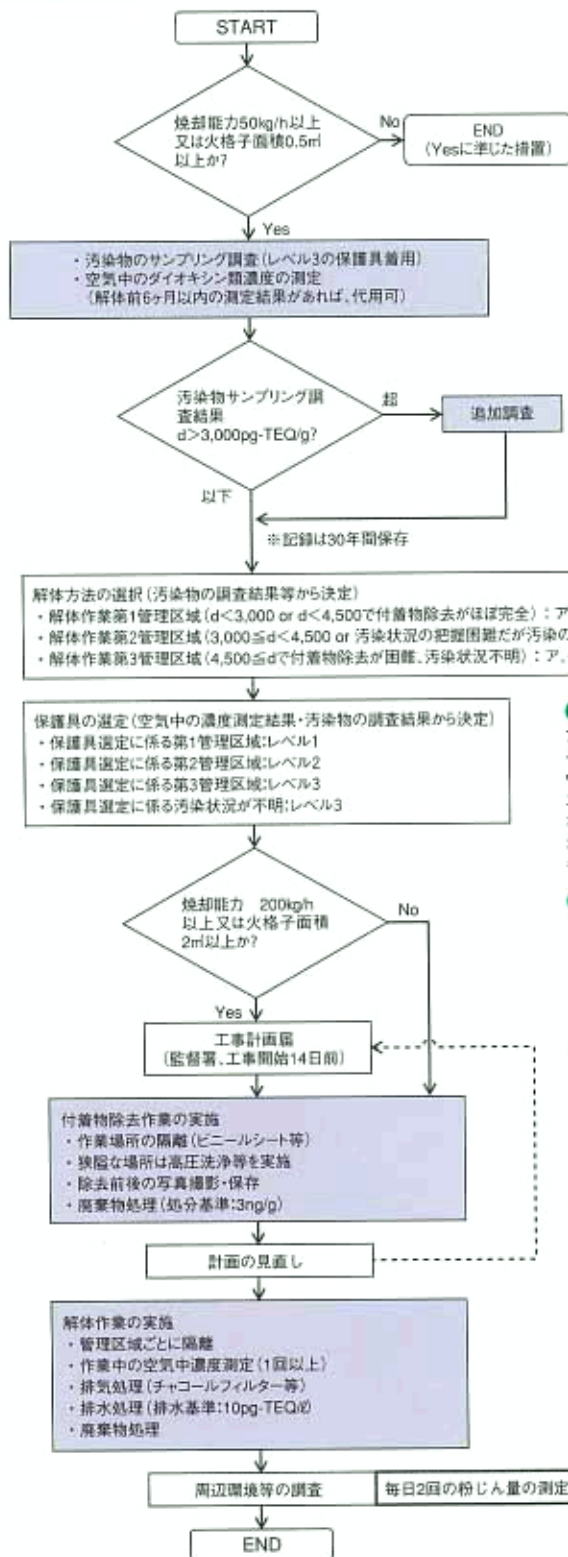 START
焼却能力50kg/h以上
又は火格子面積0.5㎡
以上か?
No
END
(Yesに準じた措置)
Yes
・汚染物のサンプリング調査(レベル3の保護具着用)
・空気中のダイオキシン類濃度の測定
(解体前6ヶ月以内の測定結果があれば、代用可)
汚染物サンプリング調
査結果
d>3,000pg-TEQ/g?
超
追加調査
以下
※記録は30年間保存
解体方法の選択(汚染物の調査結果等から決定)
・解体作業第1管理区域(d<3,000 or d<4,500で付着物除去がほぼ完全):ア
・解体作業第2管理区域(3,000≦d<4,500 or 汚染状況の把握困難だが汚染の
・解体作業第3管理区域(4,500≦dで付着物除去が困難、汚染状況不明):ア、
保護具の選定(空気中の濃度測定結果・汚染物の調査結果から決定)
・保護具選定に係る第1管理区域:レベル1
・保護具選定に係る第2管理区域:レベル2
・保護具選定に係る第3管理区域:レベル3
・保護具選定に係る汚染状況が不明:レベル3
焼却能力 200kg/h
以上又は火格子面積
2㎡以上か?
No
Yes
工事計画届
(監督署、工事開始14日前)
付着物除去作業の実施
・作業場所の隔離(ビニールシート等)
・狭隘な場所は高圧洗浄等を実施
・除去前後の写真撮影・保存
・廃棄物処理(処分基準:3ng/g)
計画の見直し
解体作業の実施
・管理区域ごとに隔離
・作業中の空気中濃度測定(1回以上)
・排気処理(チャコールフィルター等)
・排水処理(排水基準:10pg-TEQ/ℓ)
・廃棄物処理
周辺環境等の調査
毎日2回の粉じん量の測定
END